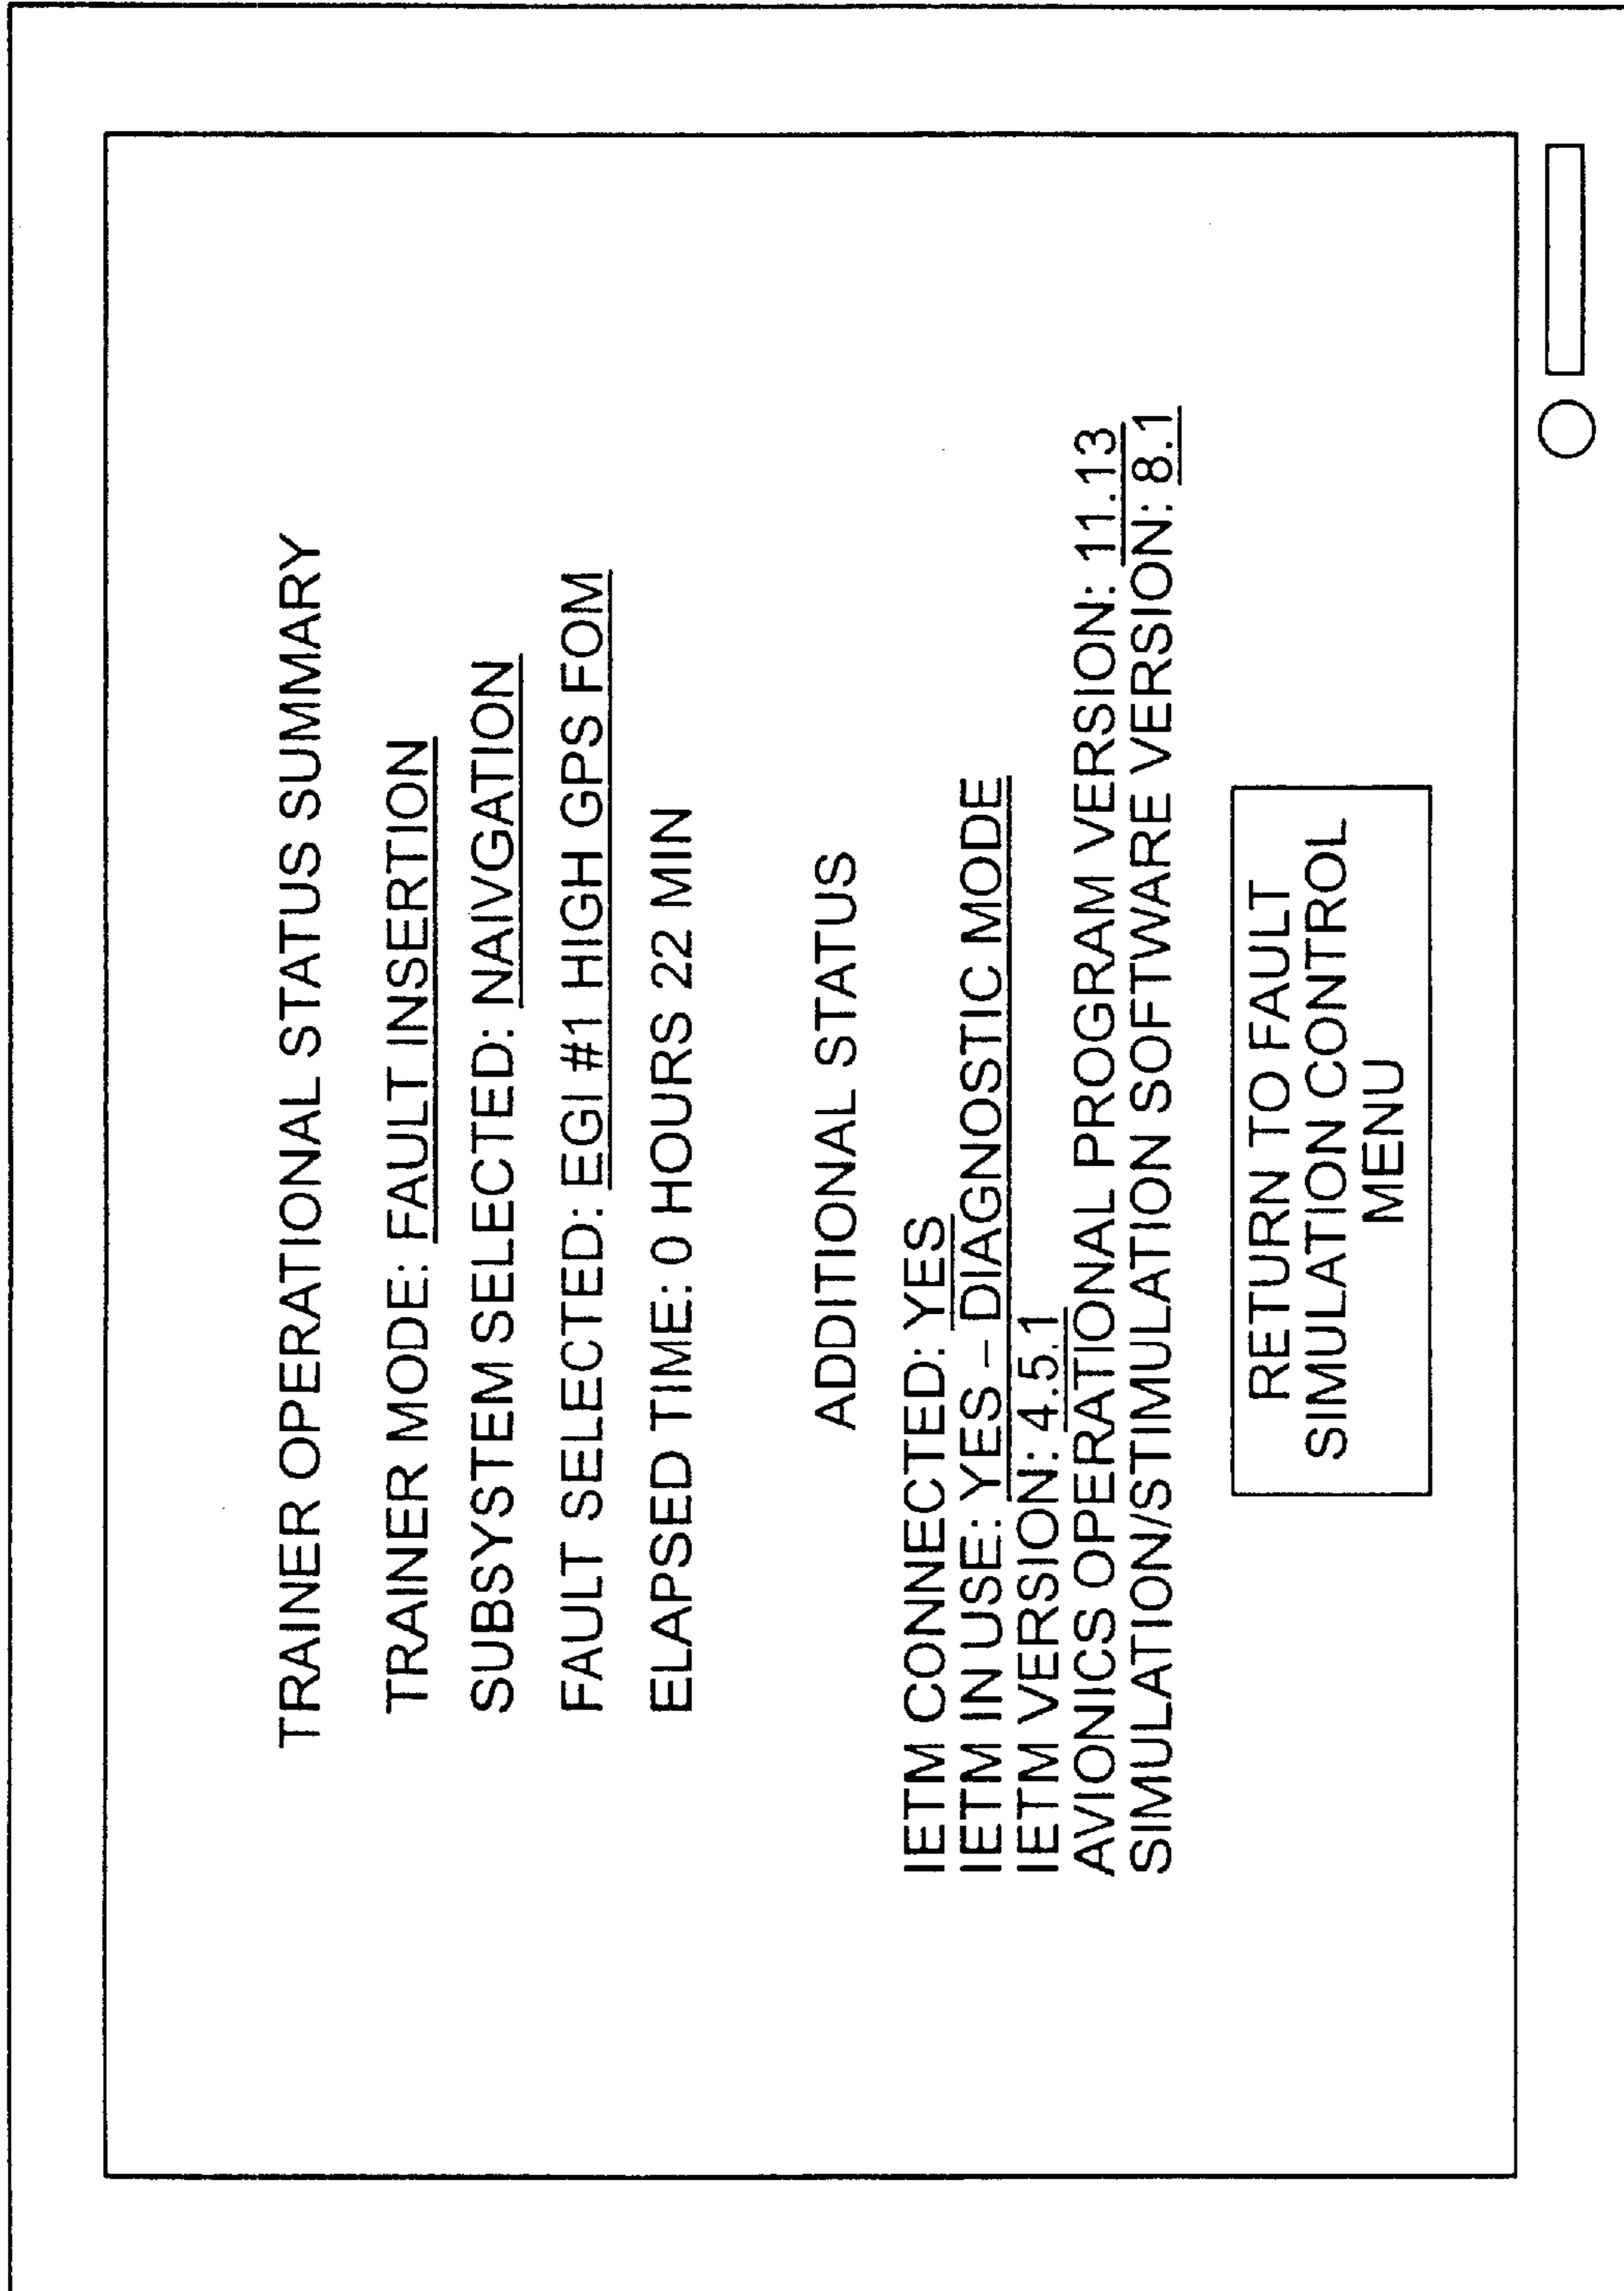 TRAINER OPERATIONAL STATUS SUMMARY
TRAINER MODE: FAULT INSERTION
SUBSYSTEM SELECTED: NAIVGATION
FAULT SELECTED: EGI #1 HIGH GPS FOM
ELAPSED TIME: 0 HOURS 22 MIN
ADDITIONAL STATUS
IETM CONNECTED: YES
IETM IN USE: YES – DIAGNOSTIC MODE
IETM VERSION: 4.5.1
AVIONICS OPERATIONAL PROGRAM VERSION: 11.13
SIMULATION/STIMULATION SOFTWARE VERSION: 8.1
RETURN TO FAULT
SIMULATION CONTROL
MENU